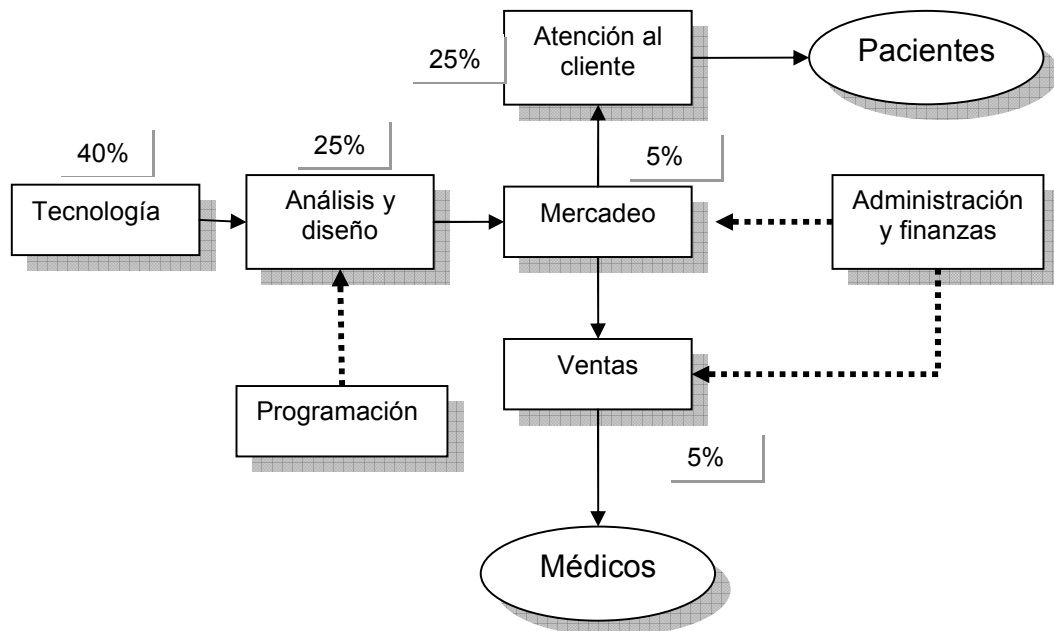 Atención al
cliente
25%
Pacientes
40%
25%
5%
Tecnología
Análisis y
diseño
Mercadeo
Administración
y finanzas
Ventas
Programación
5%
Médicos